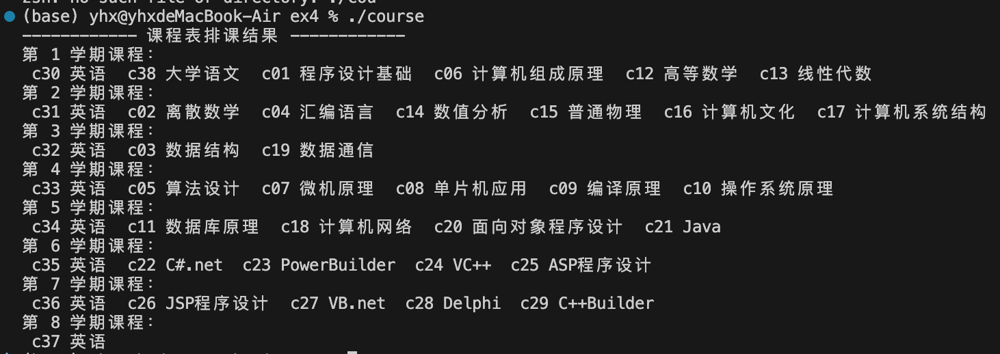 zsh: no such file or directory: ./cou
(base) yhx@yhxdeMacBook-Air ex4 % ./course
------------ 课程表排课结果 ------------
第 1 学期课程:
c30 英语 c38 大学语文 c01 程序设计基础 c06 计算机组成原理 c12 高等数学 c13 线性代数
第 2 学期课程:
c31 英语 c02 离散数学 c04 汇编语言 c14 数值分析 c15 普通物理 c16 计算机文化 c17 计算机系统结构
第 3 学期课程:
c32 英语 c03 数据结构 c19 数据通信
第 4 学期课程:
c33 英语 c05 算法设计 c07 微机原理 c08 单片机应用 c09 编译原理 c10 操作系统原理
第 5 学期课程:
c34 英语 c11 数据库原理 c18 计算机网络 c20 面向对象程序设计 c21 Java
第 6 学期课程:
c35 英语 c22 C#.net c23 PowerBuilder c24 VC++ c25 ASP程序设计
第 7 学期课程:
c36 英语 c26 JSP程序设计 c27 VB.net c28 Delphi c29 C++Builder
第 8 学期课程:
c37 英语